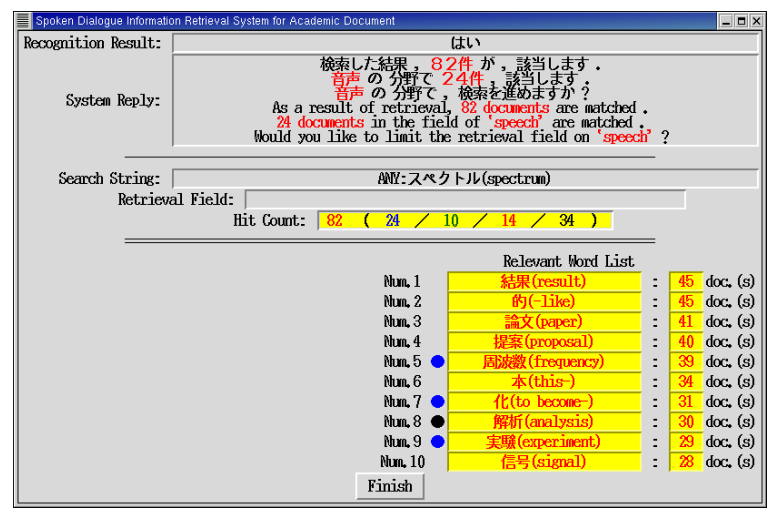 Spoken Dialogue Information Retrieval System for Academic Document
Recognition Result: はい
検索した結果 , 82件 が , 該当します .
音声 の 分野で 24件 , 該当します .
System Reply: 音声 の 分野で , 検索を進めますか ?
As a result of retrieval, 82 documents are matched .
24 documents in the field of 'speech' are matched .
Would you like to limit the retrieval field on 'speech' ?
Search String: ANY:スペクトル(spectrum)
Retrieval Field:
Hit Count: 82 ( 24 / 10 / 14 / 34 )
Relevant Word List
Num.1 結果(result) : 45 doc.(s)
Num.2 的(-like) : 45 doc.(s)
Num.3 論文(paper) : 41 doc.(s)
Num.4 提案(proposal) : 40 doc.(s)
Num.5 周波数(frequency) : 39 doc.(s)
Num.6 本(this-) : 34 doc.(s)
Num.7 化(to become-) : 31 doc.(s)
Num.8 解析(analysis) : 30 doc.(s)
Num.9 実験(experiment) : 29 doc.(s)
Num.10 信号(signal) : 28 doc.(s)
Finish